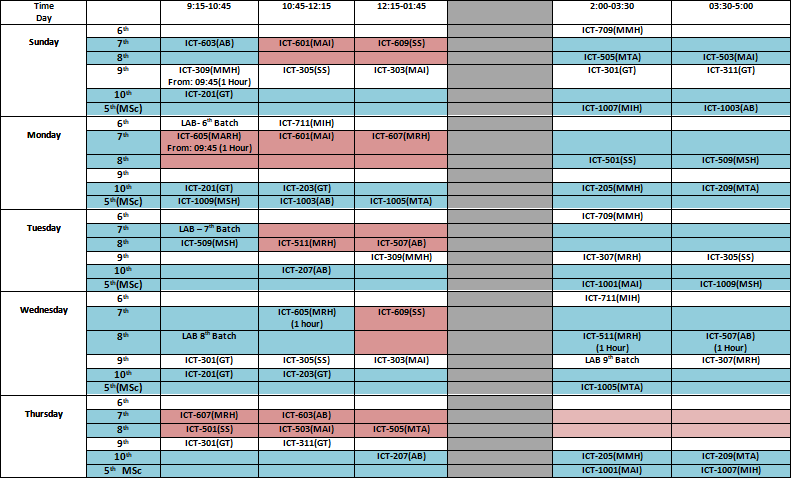 Time 9:15-10:45 10:45-12:15 12:15-01:45 2:00-03:30 03:30-5:00
Day
Sunday 6th ICT-709(MMH)
7th ICT-603(AB) ICT-601(MAI) ICT-609(SS)
8th ICT-505(MTA) ICT-503(MAI)
9th ICT-309(MMH) ICT-305(SS) ICT-303(MAI) ICT-301(GT) ICT-311(GT)
From: 09:45(1 Hour)
10th ICT-201(GT)
5th(MSc) ICT-1007(MIH) ICT-1003(AB)
Monday 6th LAB- 6th Batch ICT-711(MIH)
7th ICT-605(MARH) ICT-601(MAI) ICT-607(MRH)
From: 09:45 (1 Hour)
8th ICT-501(SS) ICT-509(MSH)
9th
10th ICT-201(GT) ICT-203(GT) ICT-205(MMH) ICT-209(MTA)
5th(MSc) ICT-1009(MSH) ICT-1003(AB) ICT-1005(MTA)
Tuesday 6th ICT-709(MMH)
7th LAB – 7th Batch
8th ICT-509(MSH) ICT-511(MRH) ICT-507(AB)
9th ICT-309(MMH) ICT-307(MRH) ICT-305(SS)
10th ICT-207(AB)
5th(MSc) ICT-1001(MAI) ICT-1009(MSH)
Wednesday 6th ICT-711(MIH)
7th ICT-605(MRH) ICT-609(SS)
(1 hour)
8th LAB 8th Batch ICT-511(MRH) ICT-507(AB)
(1 Hour) (1 Hour)
9th ICT-301(GT) ICT-305(SS) ICT-303(MAI) LAB 9th Batch ICT-307(MRH)
10th ICT-201(GT) ICT-203(GT)
5th(MSc) ICT-1005(MTA)
Thursday 6th
7th ICT-607(MRH) ICT-603(AB)
8th ICT-501(SS) ICT-503(MAI) ICT-505(MTA)
9th ICT-301(GT) ICT-311(GT)
10th ICT-207(AB) ICT-205(MMH) ICT-209(MTA)
5th MSc ICT-1001(MAI) ICT-1007(MIH)